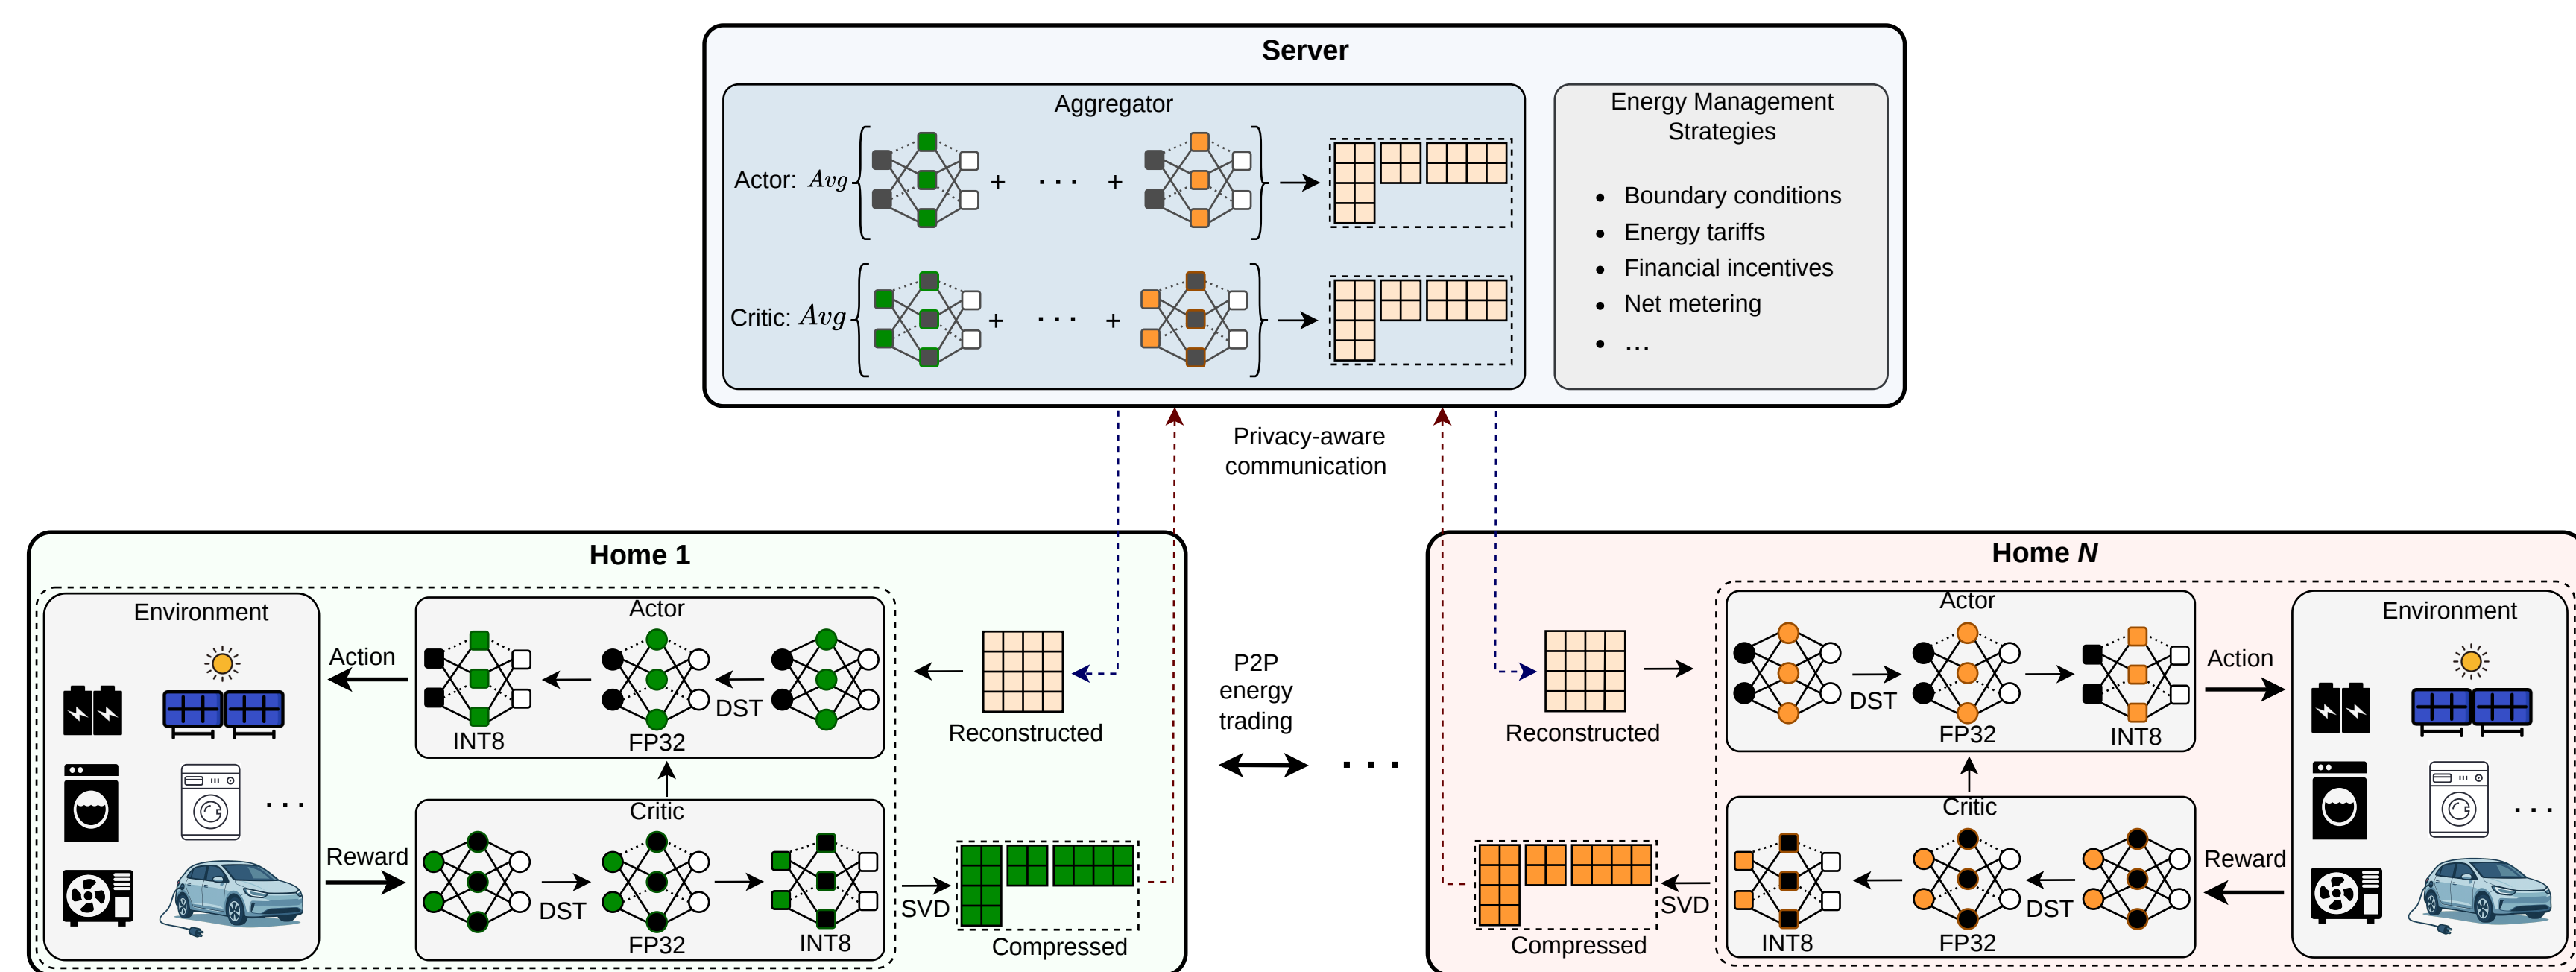 Server
Aggregator
Actor: Avg
+ · · · +
Critic: Avg
+ · · · +
Energy Management
Strategies
• Boundary conditions
• Energy tariffs
• Financial incentives
• Net metering
• ...
Privacy-aware
communication
Home 1
Environment
· · ·
Action
Reward
Actor
INT8
FP32
DST
Critic
DST
FP32
INT8
Reconstructed
SVD
Compressed
P2P
energy
trading
· · ·
Home N
Reconstructed
Compressed
SVD
Actor
DST
FP32
INT8
Critic
INT8
FP32
DST
Action
Reward
Environment
· · ·